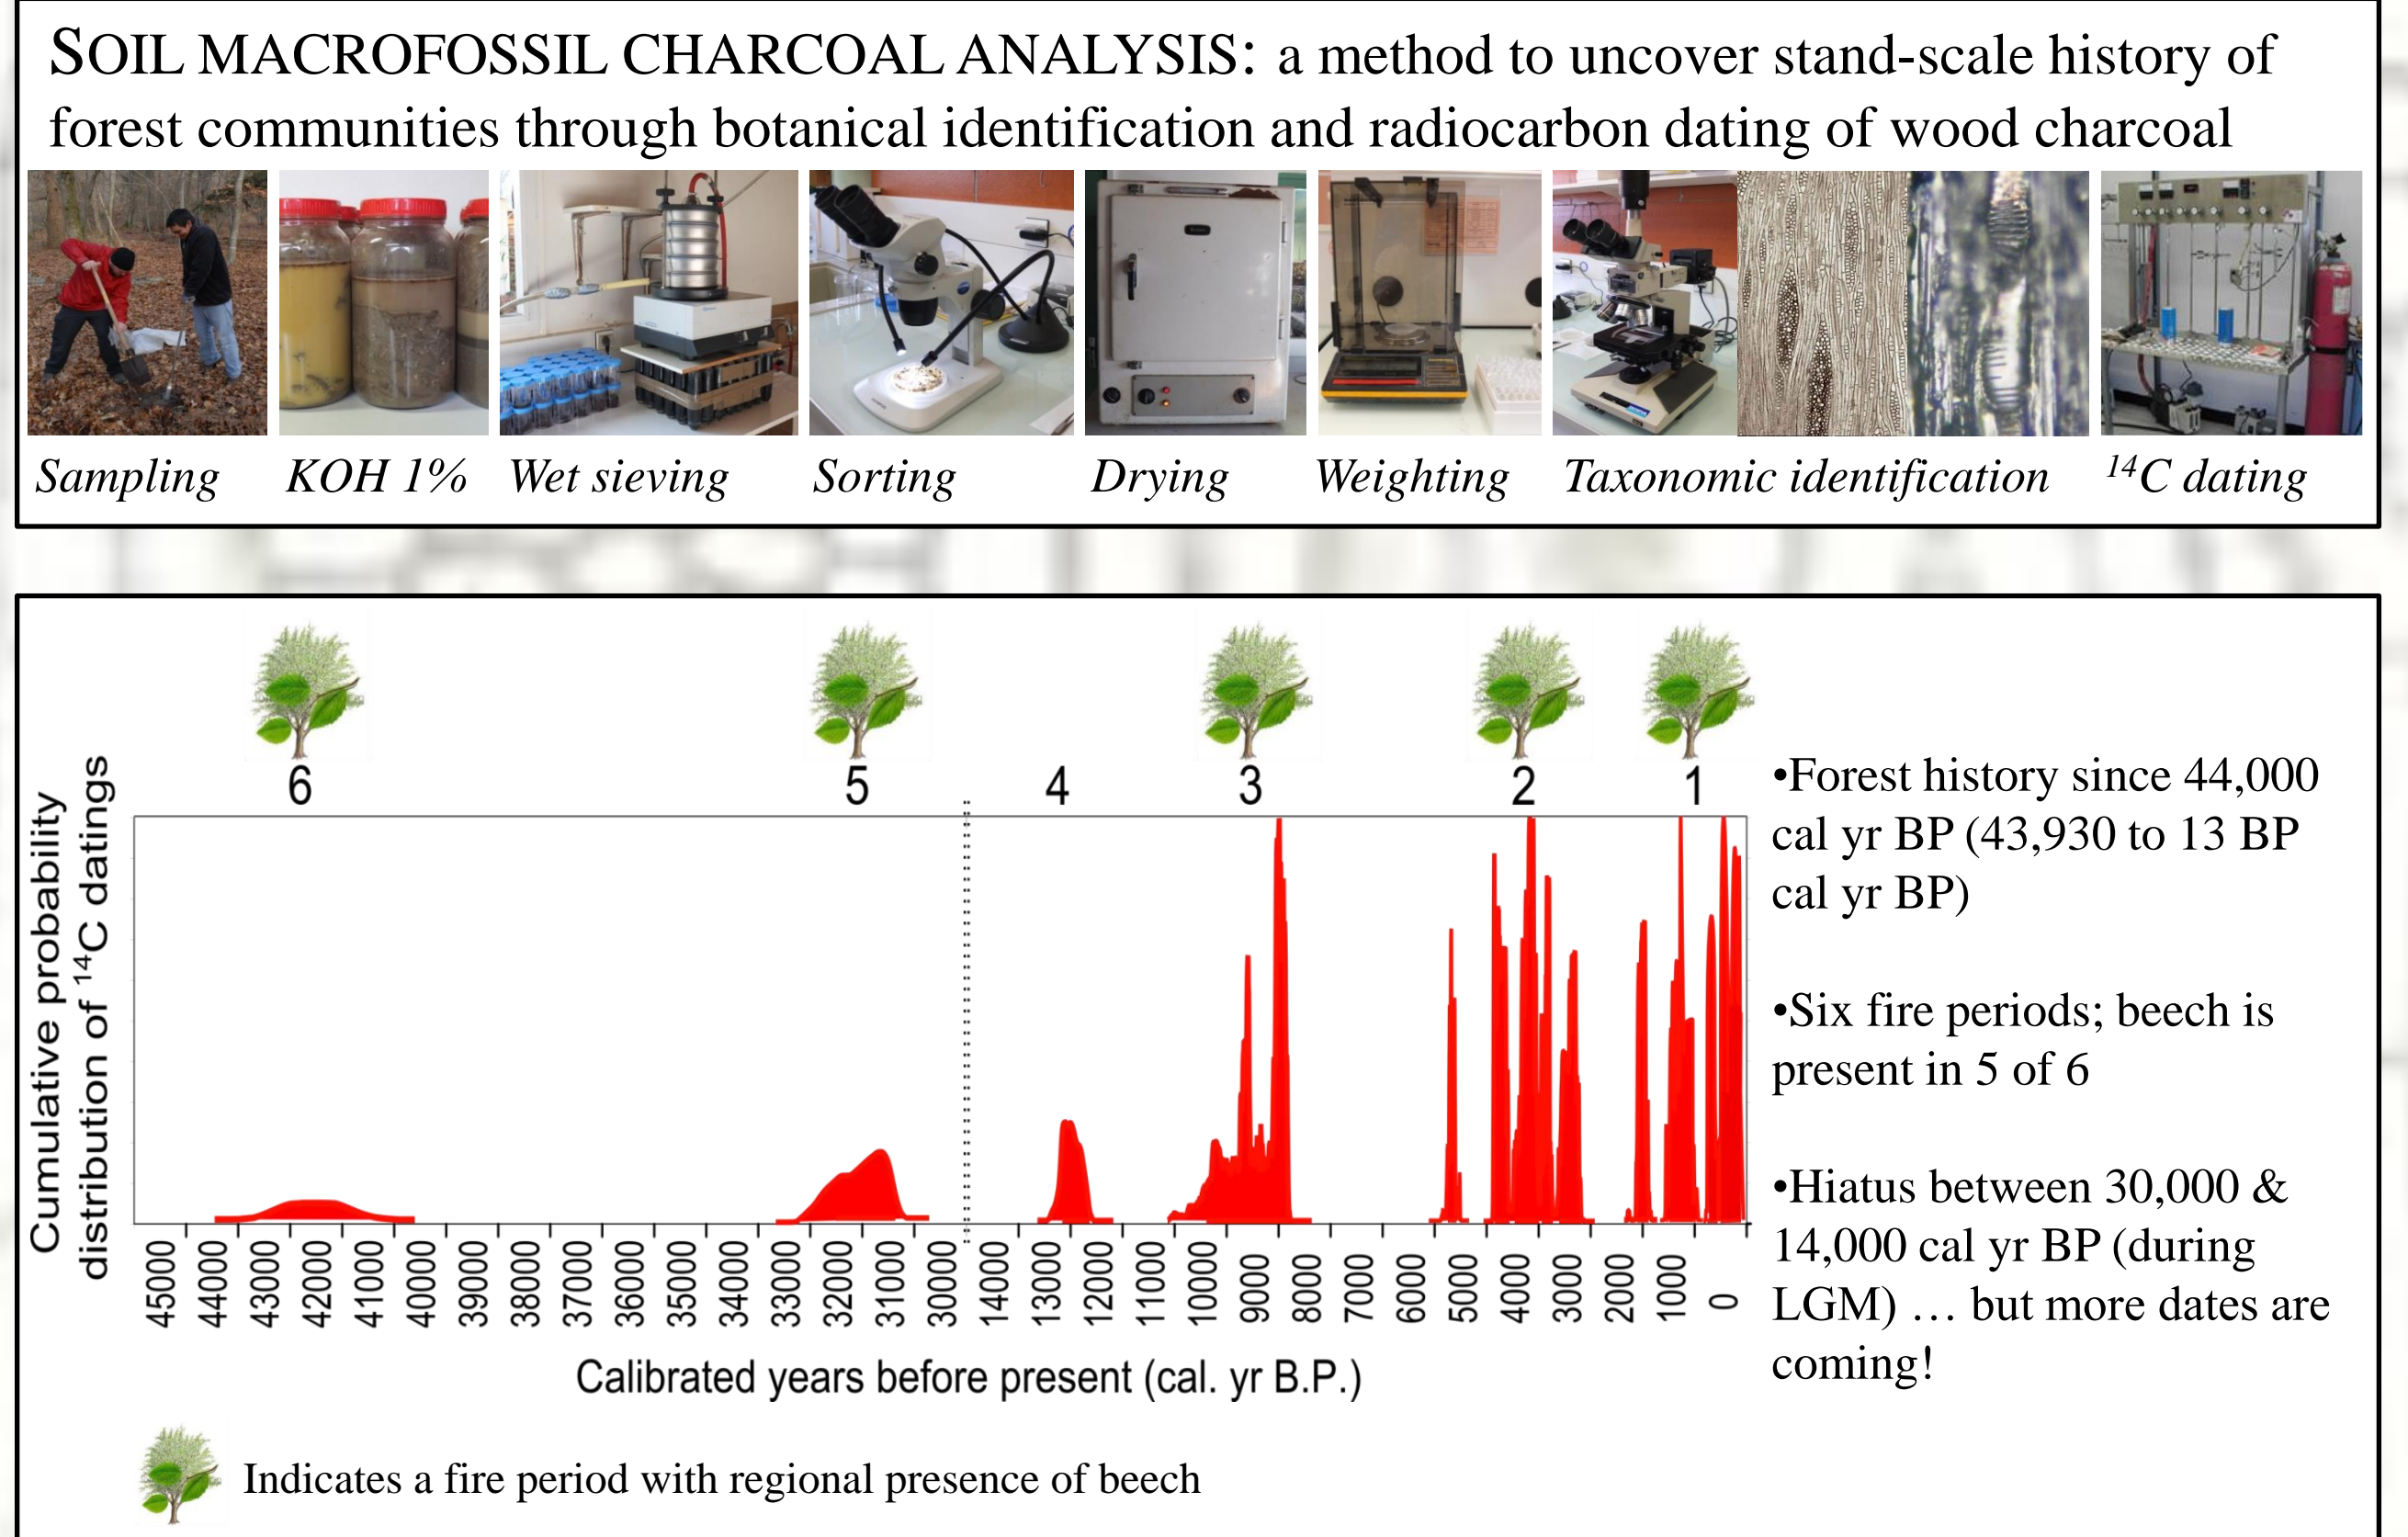 SOIL MACROFOSSIL CHARCOAL ANALYSIS: a method to uncover stand-scale history of
forest communities through botanical identification and radiocarbon dating of wood charcoal
Sampling
KOH 1%
Wet sieving
Sorting
Drying
Weighting
Taxonomic identification
14C dating
6
5
4
3
2
1
Cumulative probability
distribution of 14C datings
45000
44000
43000
42000
41000
40000
39000
38000
37000
36000
35000
34000
33000
32000
31000
30000
14000
13000
12000
11000
10000
9000
8000
7000
6000
5000
4000
3000
2000
1000
0
Calibrated years before present (cal. yr B.P.)
•Forest history since 44,000
cal yr BP (43,930 to 13 BP
cal yr BP)
•Six fire periods; beech is
present in 5 of 6
•Hiatus between 30,000 &
14,000 cal yr BP (during
LGM) … but more dates are
coming!
Indicates a fire period with regional presence of beech